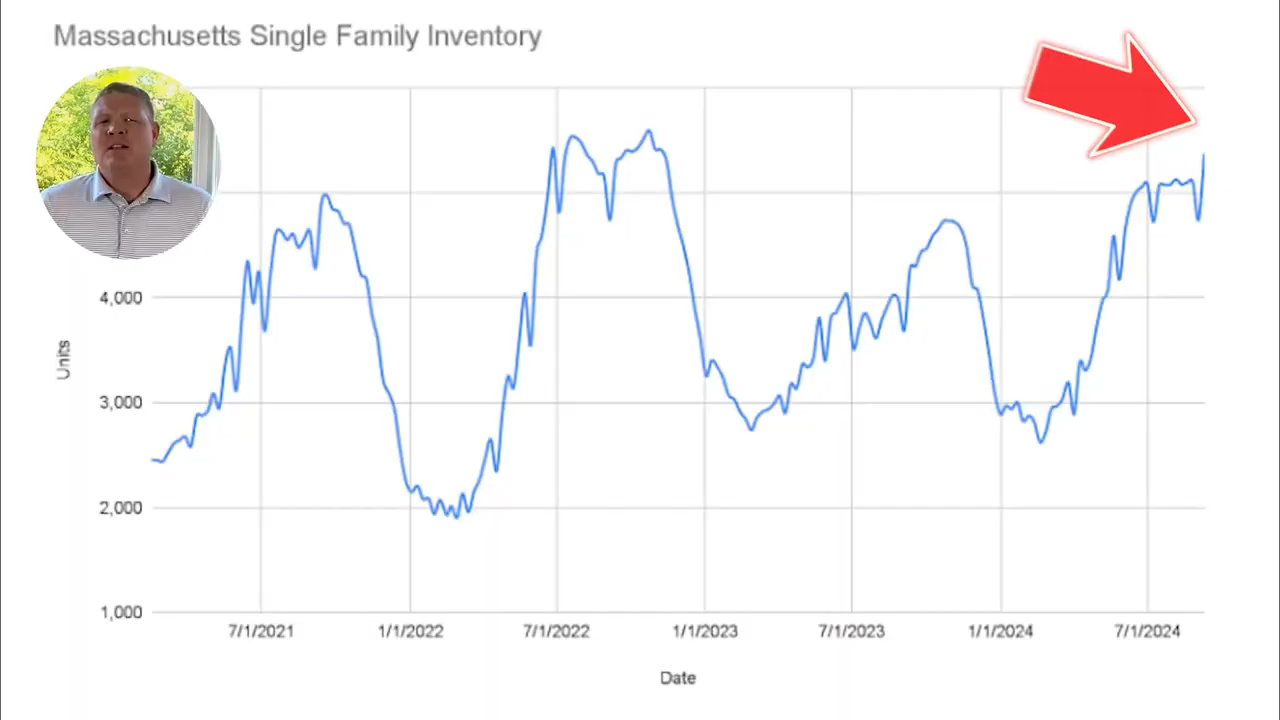 Massachusetts Single Family Inventory
4,000
3,000
2,000
1,000
Units
7/1/2021 1/1/2022 7/1/2022 1/1/2023 7/1/2023 1/1/2024 7/1/2024
Date